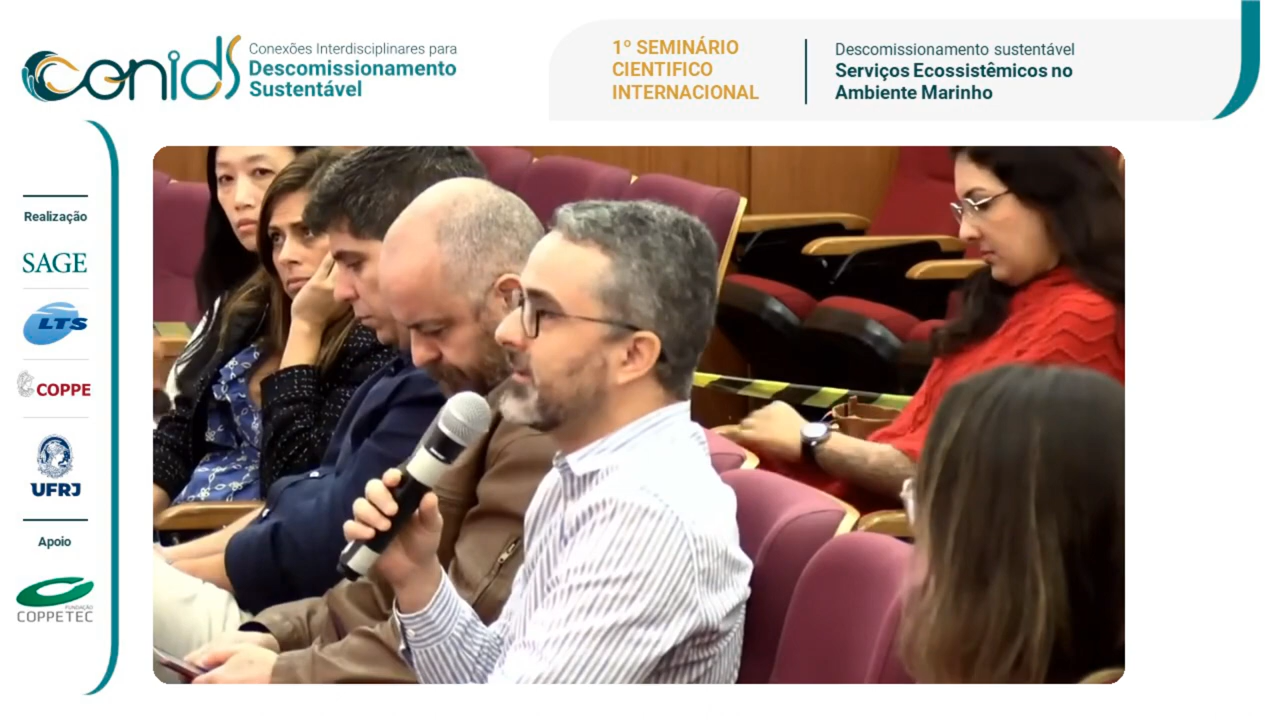 conids
Conexões Interdisciplinares para
Descomissionamento
Sustentável
1º SEMINÁRIO
CIENTIFICO
INTERNACIONAL
Descomissionamento sustentável
Serviços Ecossistêmicos no
Ambiente Marinho
Realização
SAGE
LTS
COPPE
UFRJ
Apoio
FUNDAÇÃO
COPPETEC